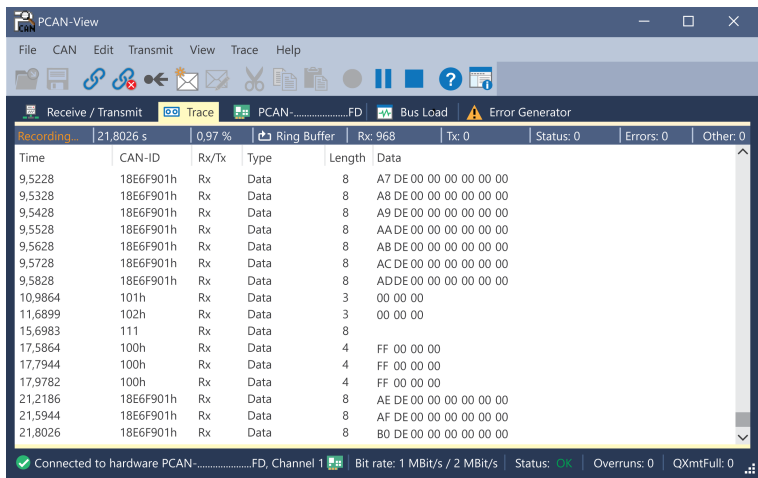 PCAN-View
File CAN Edit Transmit View Trace Help
Receive / Transmit Trace PCAN-.....................FD Bus Load Error Generator
Recording... 21,8026 s 0,97 % Ring Buffer Rx: 968 Tx: 0 Status: 0 Errors: 0 Other: 0
Time CAN-ID Rx/Tx Type Length Data
9,5228 18E6F901h Rx Data 8 A7 DE 00 00 00 00 00 00
9,5328 18E6F901h Rx Data 8 A8 DE 00 00 00 00 00 00
9,5428 18E6F901h Rx Data 8 A9 DE 00 00 00 00 00 00
9,5528 18E6F901h Rx Data 8 AA DE 00 00 00 00 00 00
9,5628 18E6F901h Rx Data 8 AB DE 00 00 00 00 00 00
9,5728 18E6F901h Rx Data 8 AC DE 00 00 00 00 00 00
9,5828 18E6F901h Rx Data 8 AD DE 00 00 00 00 00 00
10,9864 101h Rx Data 3 00 00 00
11,6899 102h Rx Data 3 00 00 00
15,6983 111 Rx Data 8
17,5864 100h Rx Data 4 FF 00 00 00
17,7944 100h Rx Data 4 FF 00 00 00
17,9782 100h Rx Data 4 FF 00 00 00
21,2186 18E6F901h Rx Data 8 AE DE 00 00 00 00 00 00
21,5944 18E6F901h Rx Data 8 AF DE 00 00 00 00 00 00
21,8026 18E6F901h Rx Data 8 B0 DE 00 00 00 00 00 00
Connected to hardware PCAN-.....................FD, Channel 1 Bit rate: 1 MBit/s / 2 MBit/s Status: OK Overruns: 0 QXmtFull: 0